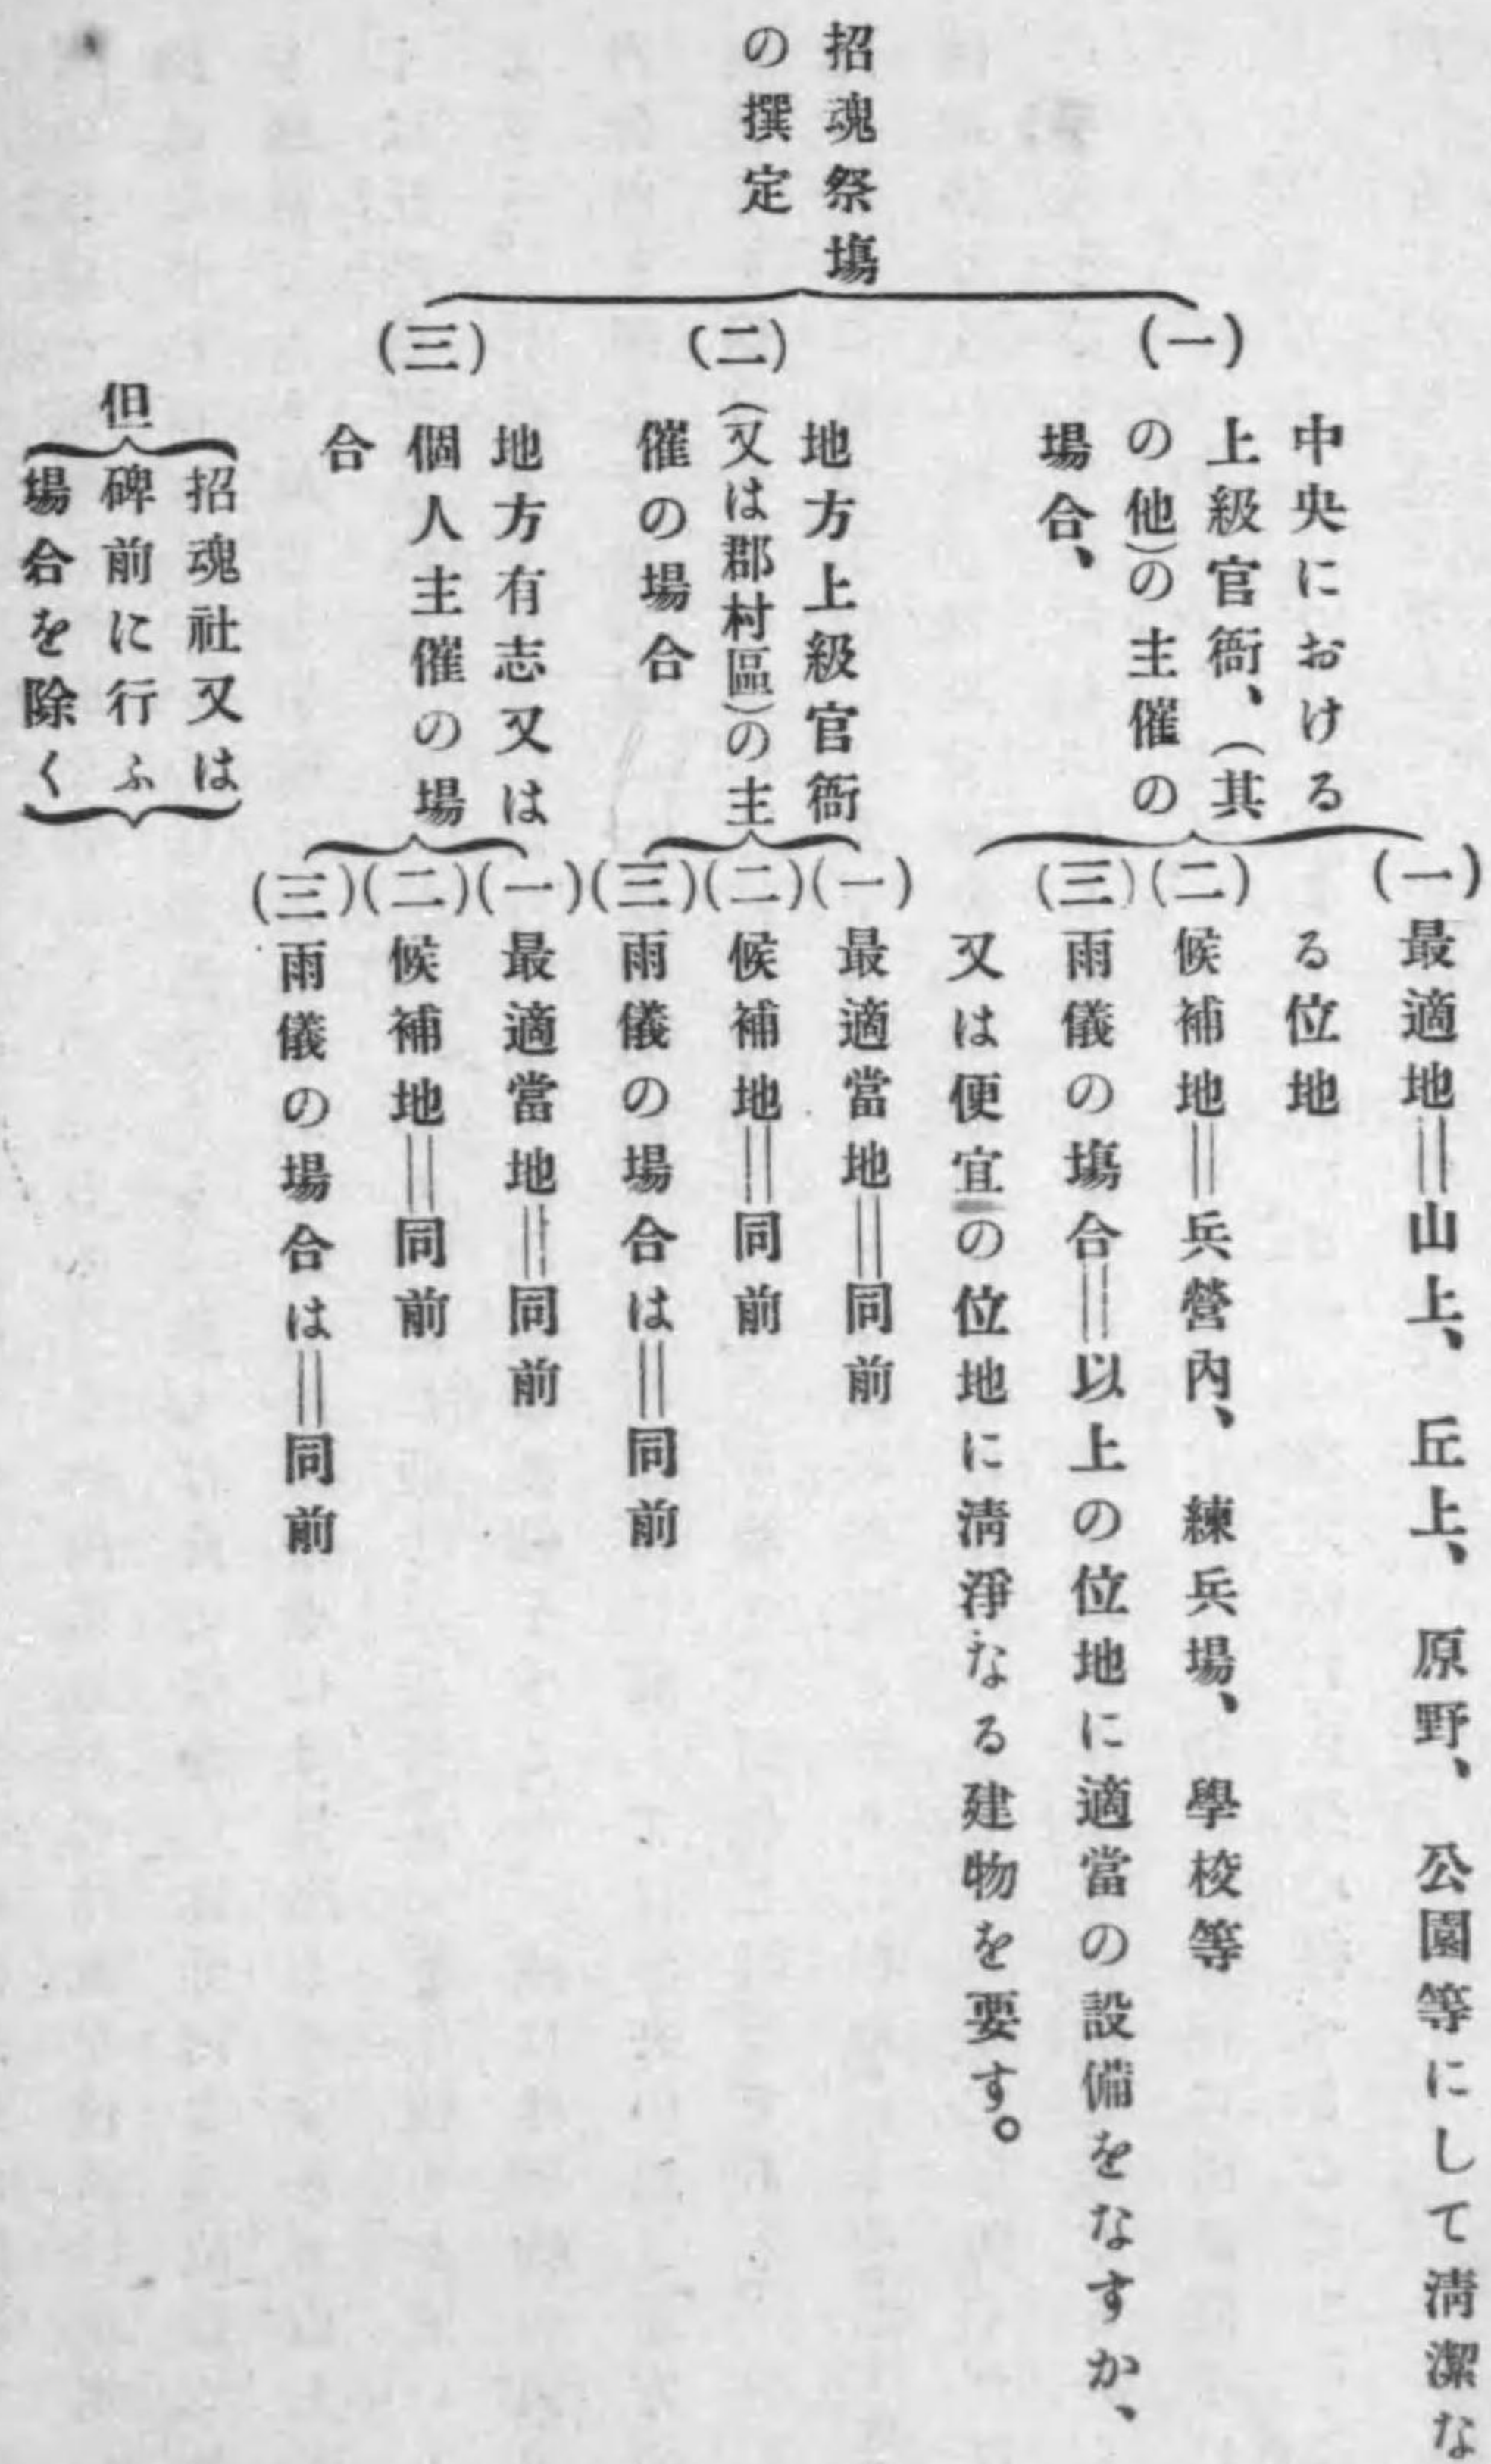 招魂祭塲
の撰定
(一)
中央における
上級官衙、(其
の他)の主催の
場合、
(一)最適地＝山上、丘上、原野、公園等にして淸潔な
る位地
(二)候補地＝兵營內、練兵場、學校等
(三)雨儀の塲合＝以上の位地に適當の設備をなすか、
又は便宜の位地に淸淨なる建物を要す。
(二)
地方上級官衙
(又は郡村區)の主
催の場合
(一)最適當地＝同前
(二)候補地＝同前
(三)雨儀の場合は＝同前
(三)
地方有志又は
個人主催の場
合
(一)最適當地＝同前
(二)候補地＝同前
(三)雨儀の場合は＝同前
但
招魂社又は
碑前に行ふ
場合を除く